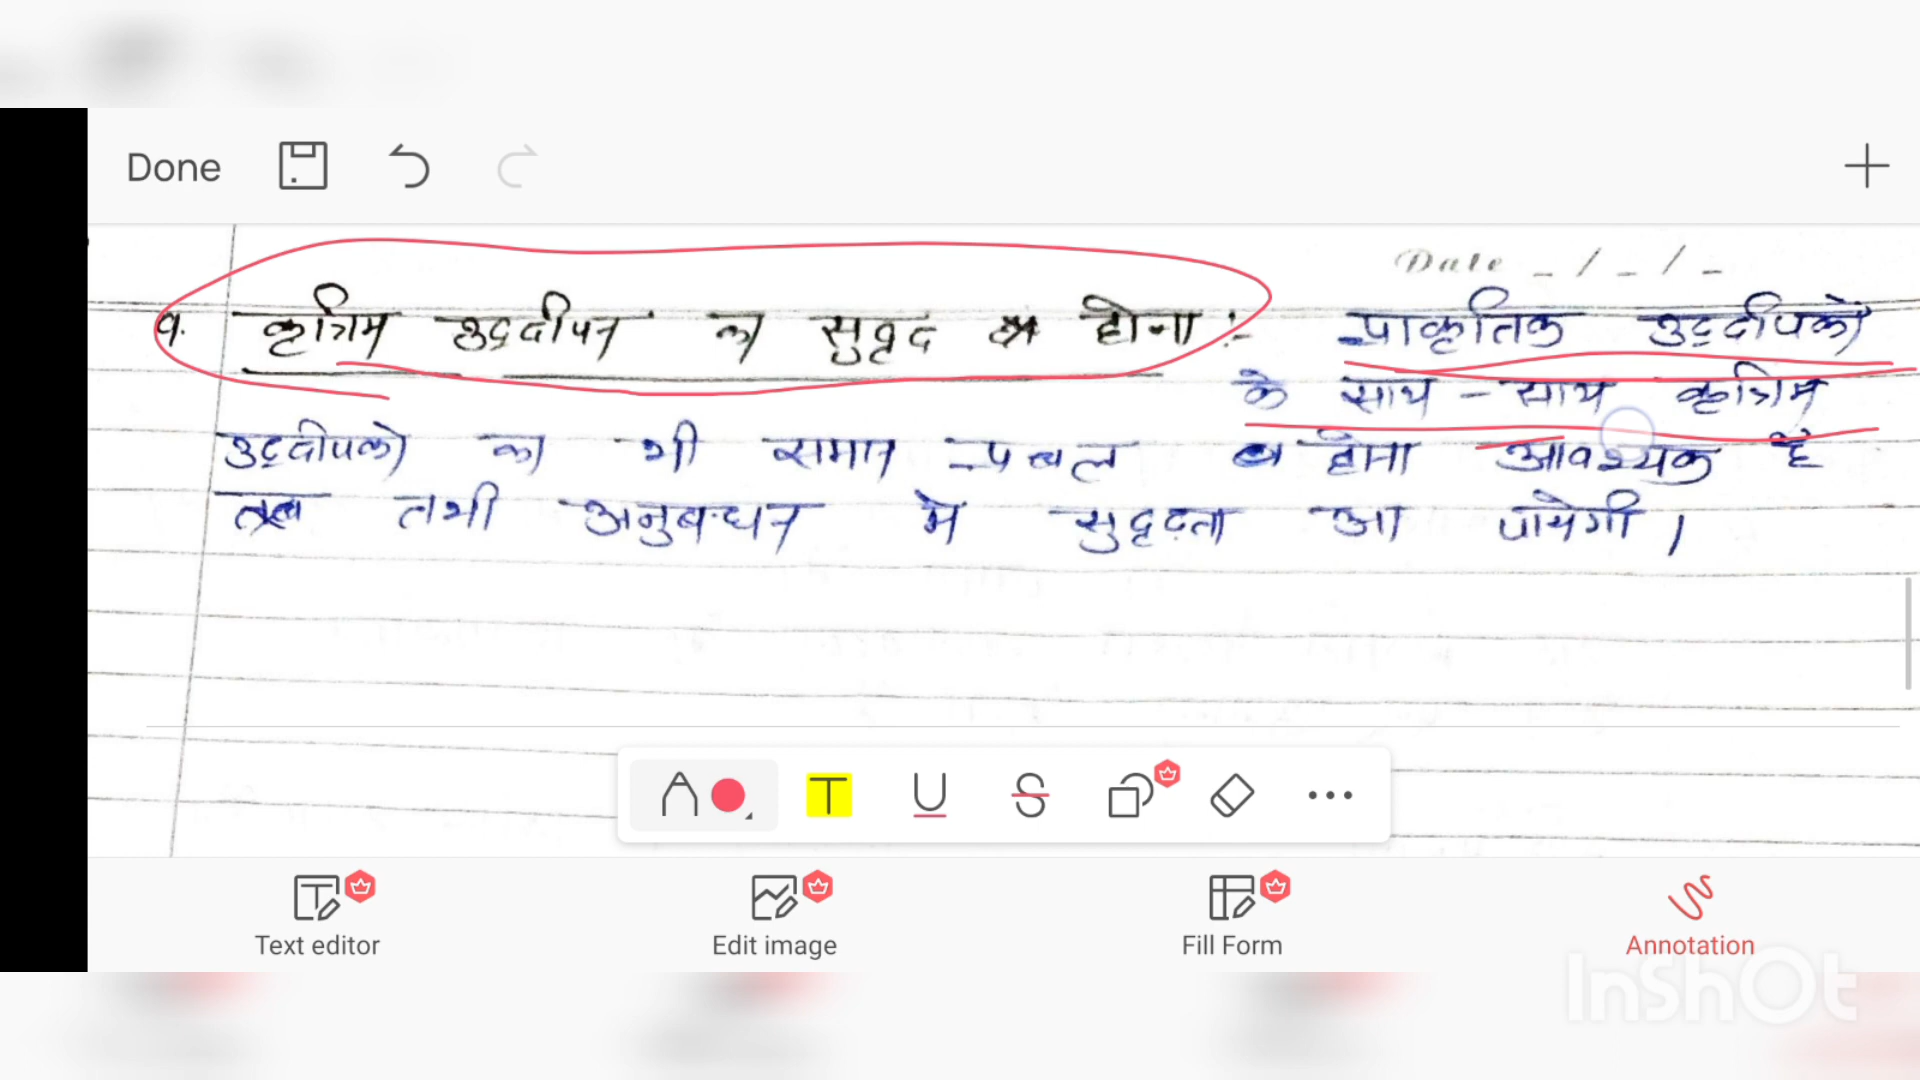 Done
Date _ / _ / _
9. कृत्रिम उद्दीपन का सुदृढ होना :- प्राकृतिक उद्दीपको
के साथ - साथ कृत्रिम
उद्दीपको का भी समान प्रबल होना आवश्यक है
तभी अनुबन्धन मे सुदृढ़ता आ पायेगी।
Text editor
Edit image
Fill Form
Annotation
InShOt